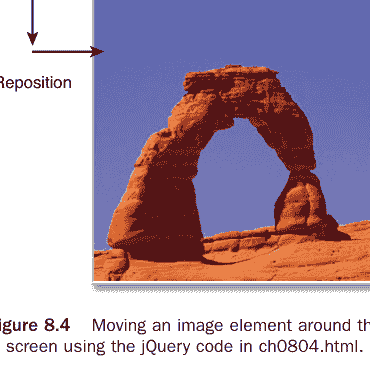 Reposition
igure 8.4 Moving an image element around th
screen using the jQuery code in ch0804.html.